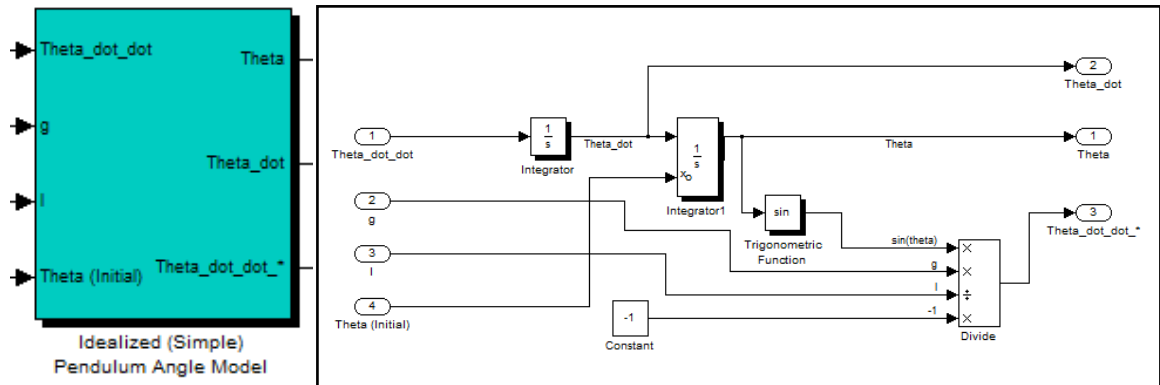 Theta_dot_dot
Theta
g
Theta_dot
l
Theta (Initial)
Theta_dot_dot_*
Idealized (Simple)
Pendulum Angle Model
2
Theta_dot
1
Theta_dot_dot
1
s
Integrator
Theta_dot
1
s
xo
Integrator1
Theta
1
Theta
2
g
sin
Trigonometric
Function
3
l
4
Theta (Initial)
-1
Constant
sin(theta)
×
g
×
l
÷
-1
×
Divide
3
Theta_dot_dot_*